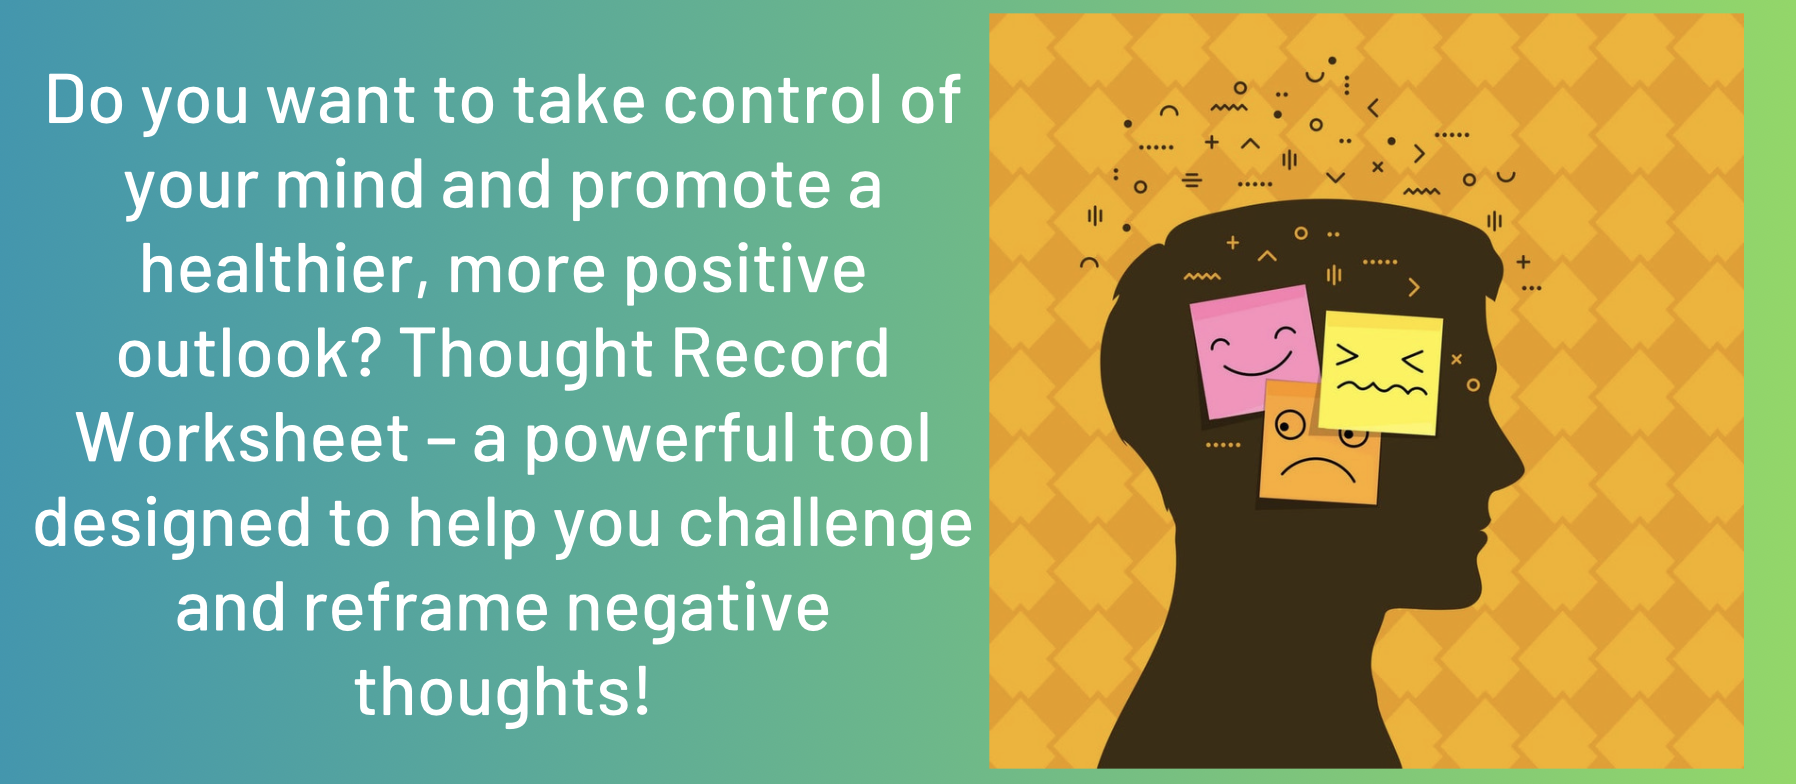 Do you want to take control of
your mind and promote a
healthier, more positive
outlook? Thought Record
Worksheet – a powerful tool
designed to help you challenge
and reframe negative
thoughts!